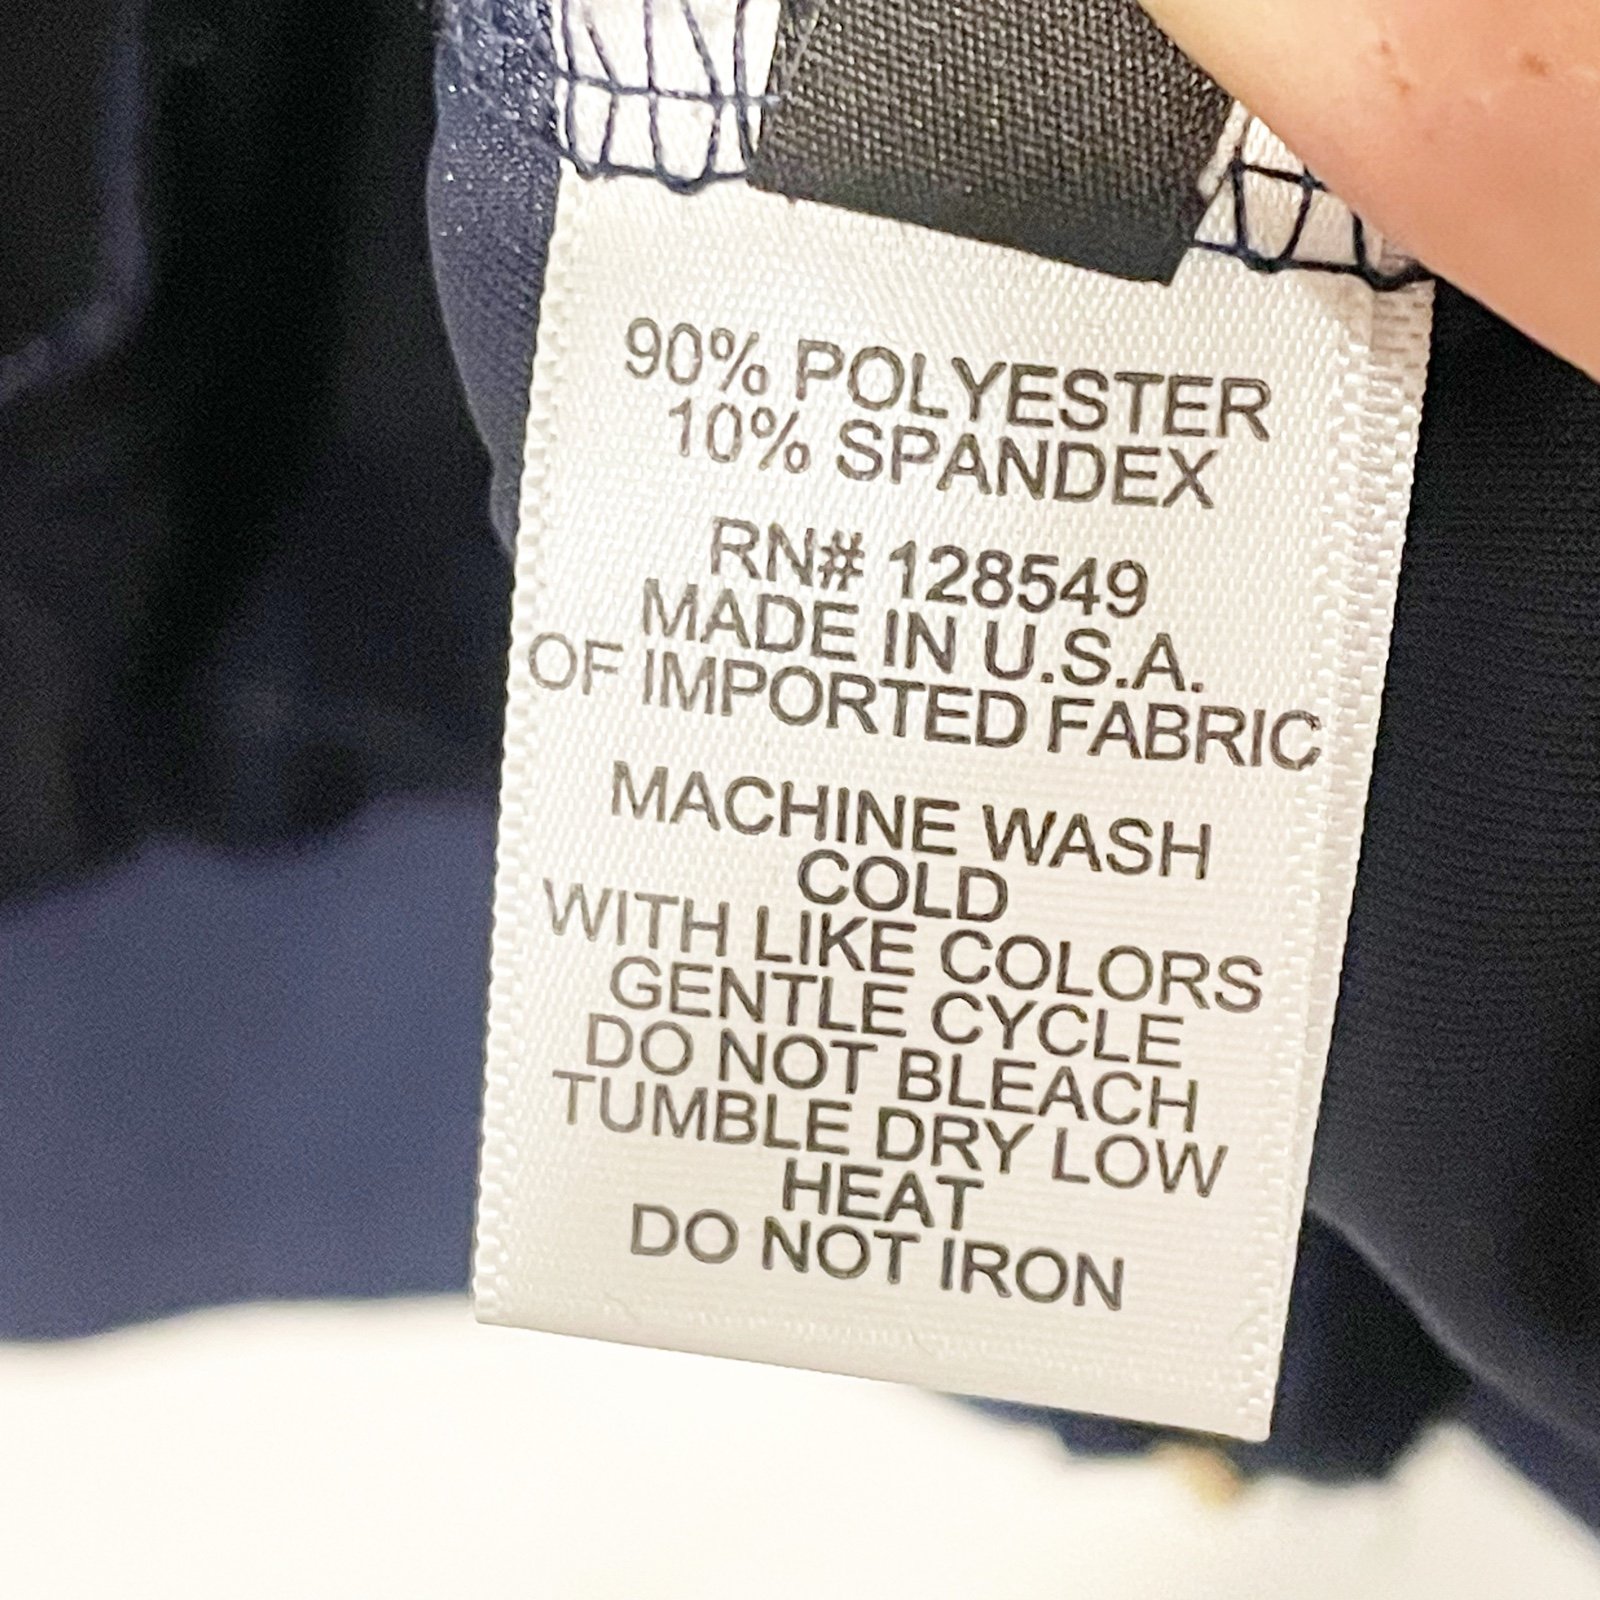 90% POLYESTER
10% SPANDEX
RN# 128549
MADE IN U.S.A.
OF IMPORTED FABRIC
MACHINE WASH
COLD
WITH LIKE COLORS
GENTLE CYCLE
DO NOT BLEACH
TUMBLE DRY LOW
HEAT
DO NOT IRON